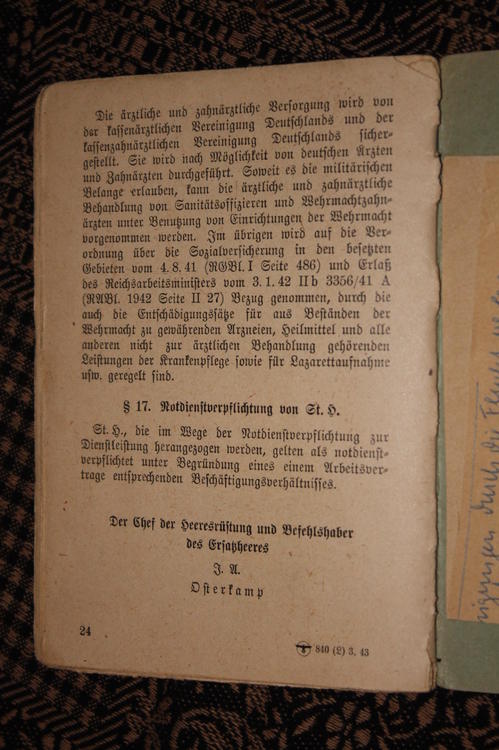 Die ärztliche und zahnärztliche Versorgung wird von
der kassenärztlichen Vereinigung Deutschlands und der
kassenzahnärztlichen Vereinigung Deutschlands sicher-
gestellt. Sie wird nach Möglichkeit von deutschen Ärzten
und Zahnärzten durchgeführt. Soweit es die militärischen
Belange erlauben, kann die ärztliche und zahnärztliche
Behandlung von Sanitätsoffizieren und Wehrmachtzahn-
ärzten unter Benutzung von Einrichtungen der Wehrmacht
vorgenommen werden. Im übrigen wird auf die Ver-
ordnung über die Sozialversicherung in den besetzten
Gebieten vom 4. 8. 41 (RGBl. I Seite 486) und Erlaß
des Reichsarbeitsministers vom 3. 1. 42 II b 3356/41 A
(RABl. 1942 Seite II 27) Bezug genommen, durch die
auch die Entschädigungssätze für aus Beständen der
Wehrmacht zu gewährenden Arzneien, Heilmittel und alle
anderen nicht zur ärztlichen Behandlung gehörenden
Leistungen der Krankenpflege sowie für Lazarettaufnahme
usw. geregelt sind.
§ 17. Notdienstverpflichtung von St. H.
St. H., die im Wege der Notdienstverpflichtung zur
Dienstleistung herangezogen werden, gelten als notdienst-
verpflichtet unter Begründung eines einem Arbeitsver-
trage entsprechenden Beschäftigungsverhältnisses.
Der Chef der Heeresrüstung und Befehlshaber
des Ersatzheeres
J. A.
Osterkamp
24
840 (2) 3. 43
durch die